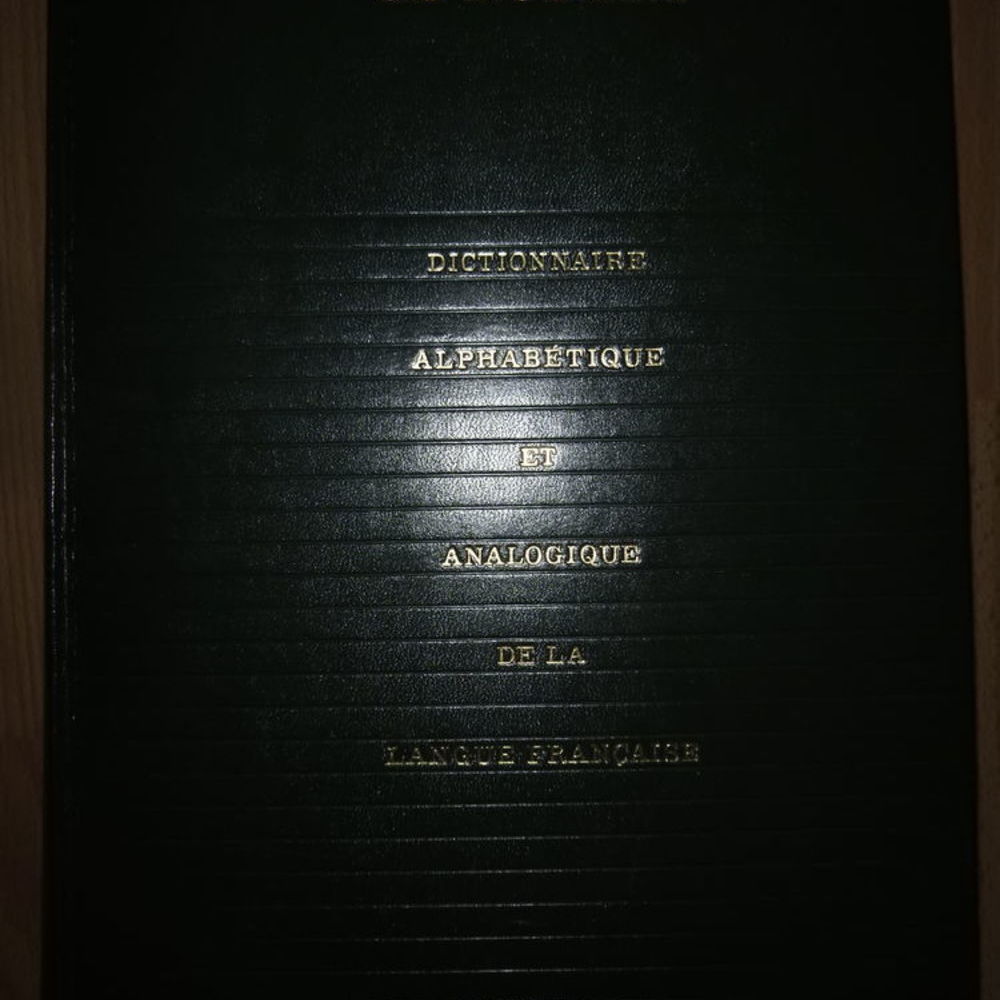 DICTIONNAIRE
ALPHABÉTIQUE
ET
ANALOGIQUE
DE LA
LANGUE FRANÇAISE